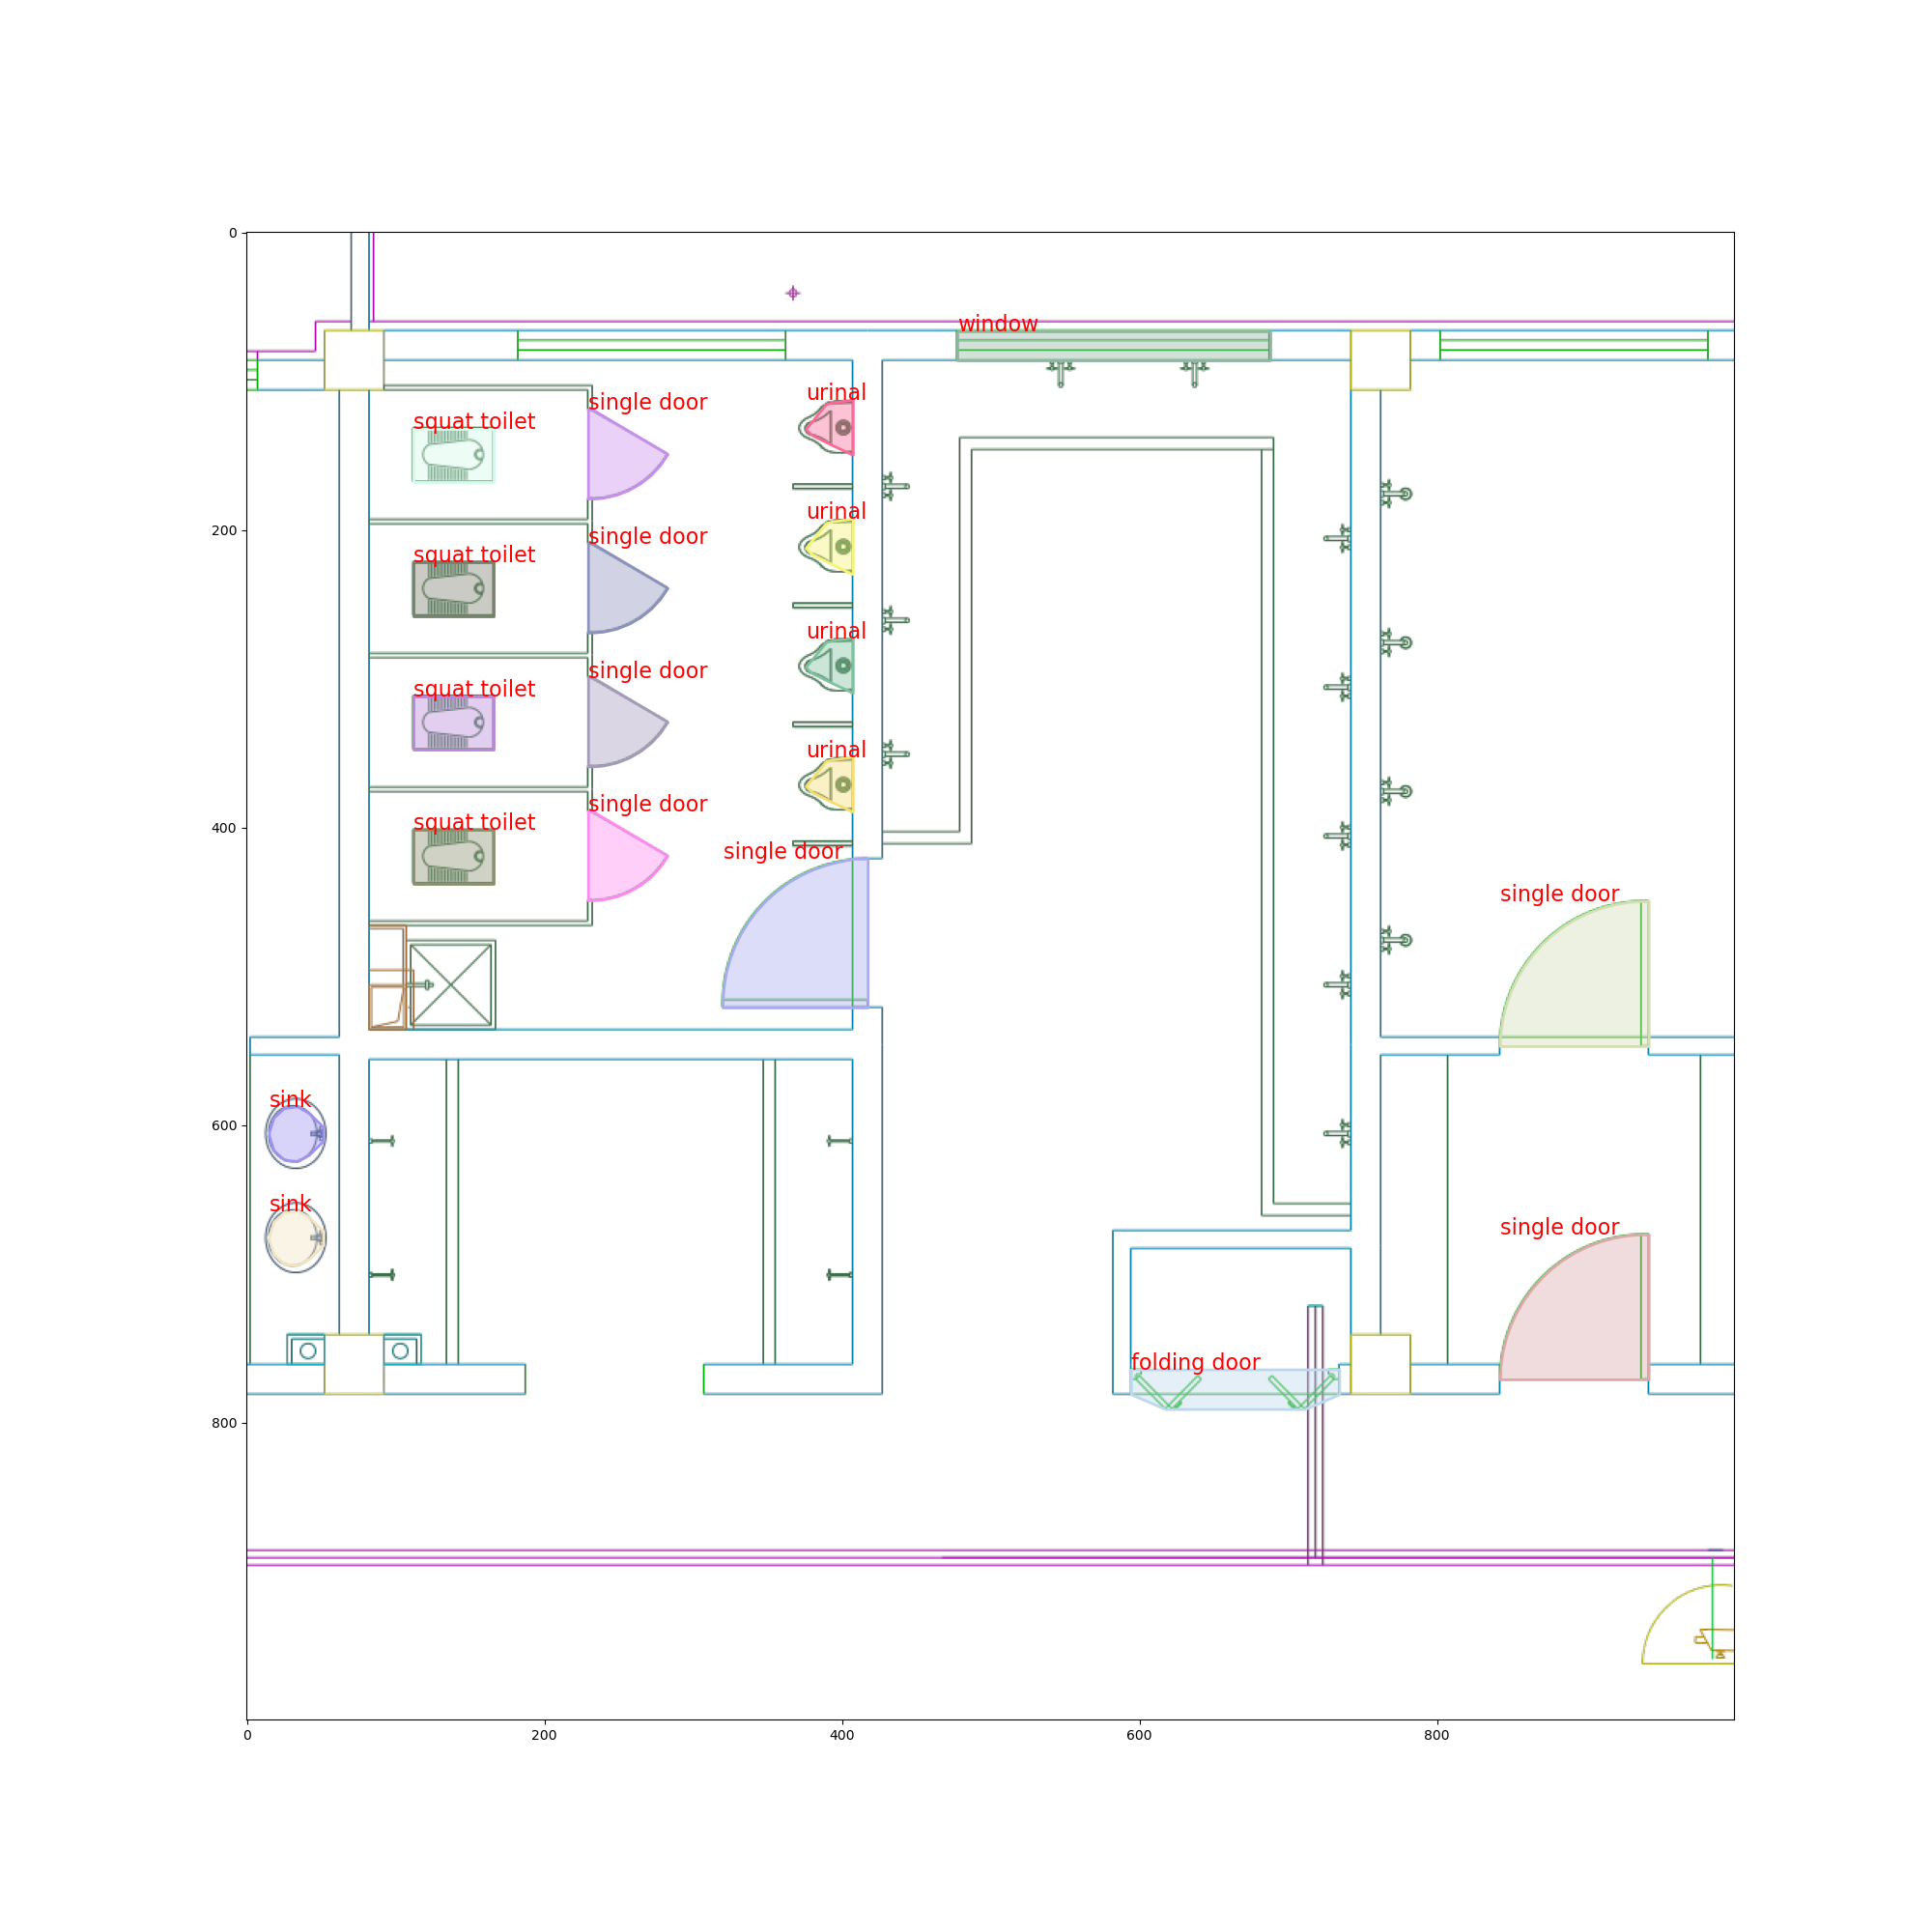 0
window
urinal
single door
squat toilet
urinal
200
single door
squat toilet
urinal
single door
squat toilet
urinal
single door
squat toilet
400
single door
single door
sink
600
sink
single door
folding door
800
0
200
400
600
800